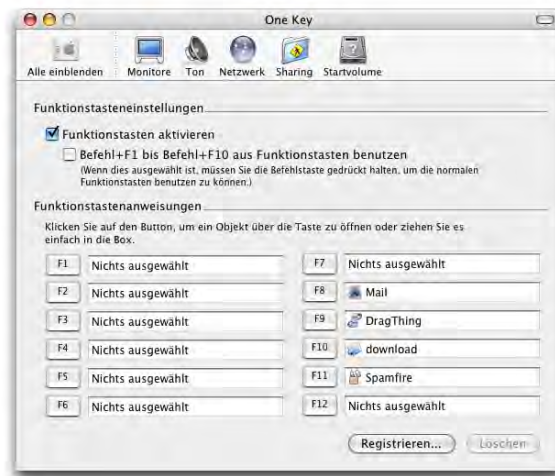 One Key
Alle einblenden Monitore Ton Netzwerk Sharing Startvolume
Funktionstasteneinstellungen
Funktionstasten aktivieren
Befehl+F1 bis Befehl+F10 aus Funktionstasten benutzen
(Wenn dies ausgewählt ist, müssen Sie die Befehlstaste gedrückt halten, um die normalen
Funktionstasten benutzen zu können.)
Funktionstastenanweisungen
Klicken Sie auf den Button, um ein Objekt über die Taste zu öffnen oder ziehen Sie es
einfach in die Box.
F1 Nichts ausgewählt
F2 Nichts ausgewählt
F3 Nichts ausgewählt
F4 Nichts ausgewählt
F5 Nichts ausgewählt
F6 Nichts ausgewählt
F7 Nichts ausgewählt
F8 Mail
F9 DragThing
F10 download
F11 Spamfire
F12 Nichts ausgewählt
Registrieren... Löschen